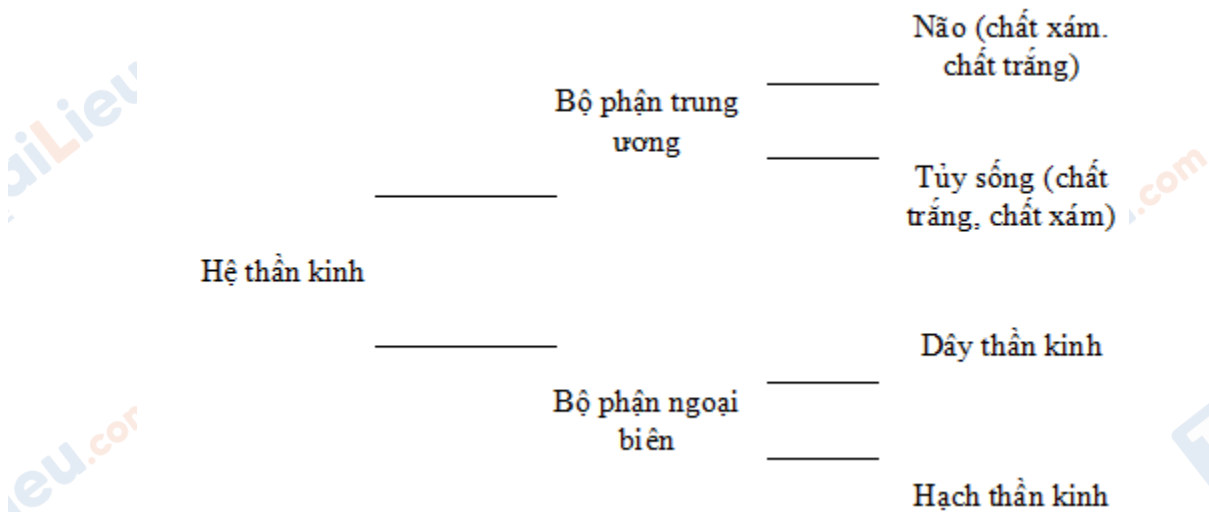 Não (chất xám.
chất trắng)
Bộ phận trung
ương
Tủy sống (chất
trắng, chất xám)
Hệ thần kinh
Dây thần kinh
Bộ phận ngoại
biên
Hạch thần kinh